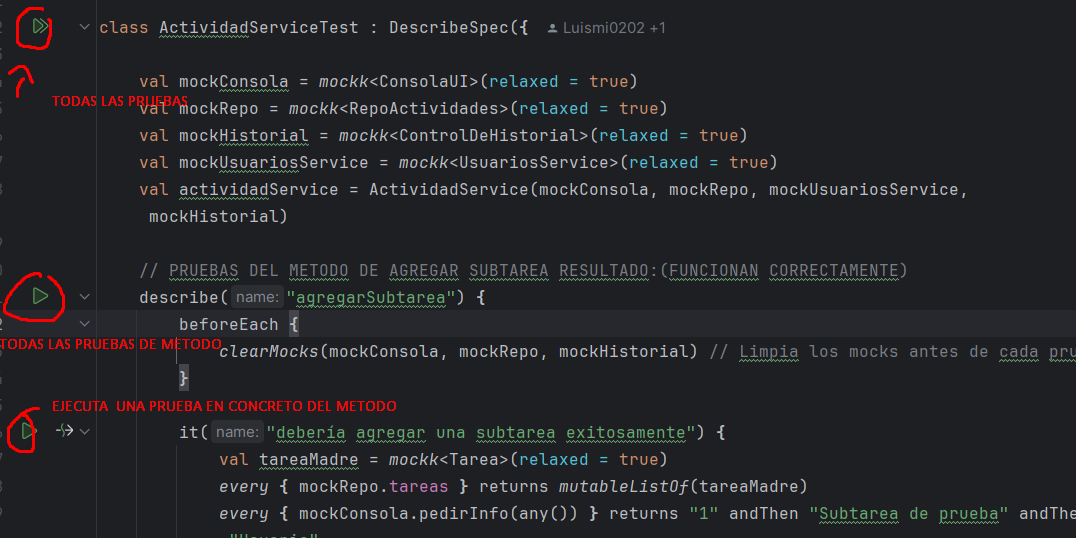 class ActividadServiceTest : DescribeSpec({ Luismi0202 +1
val mockConsola = mockk<ConsolaUI>(relaxed = true)
TODAS LAS PRUEBAS
val mockRepo = mockk<RepoActividades>(relaxed = true)
val mockHistorial = mockk<ControlDeHistorial>(relaxed = true)
val mockUsuariosService = mockk<UsuariosService>(relaxed = true)
val actividadService = ActividadService(mockConsola, mockRepo, mockUsuariosService,
mockHistorial)
// PRUEBAS DEL METODO DE AGREGAR SUBTAREA RESULTADO:(FUNCIONAN CORRECTAMENTE)
describe( name: "agregarSubtarea") {
beforeEach {
TODAS LAS PRUEBAS DE METODO
clearMocks(mockConsola, mockRepo, mockHistorial) // Limpia los mocks antes de cada pru
}
EJECUTA UNA PRUEBA EN CONCRETO DEL METODO
it( name: "debería agregar una subtarea exitosamente") {
val tareaMadre = mockk<Tarea>(relaxed = true)
every { mockRepo.tareas } returns mutableListOf(tareaMadre)
every { mockConsola.pedirInfo(any()) } returns "1" andThen "Subtarea de prueba" andThe